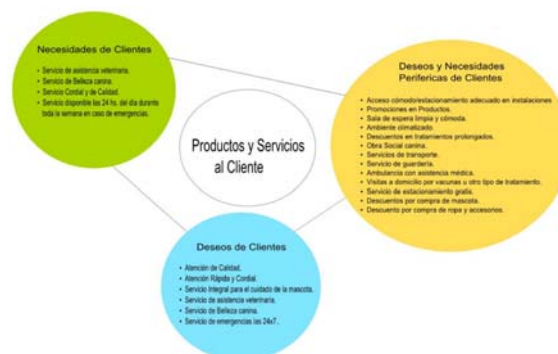 Necesidades de Clientes
• Servicio de asistencia veterinaria.
• Servicio de Belleza canina.
• Servicio Cordial y de Calidad.
• Servicio disponible las 24 hs. del día durante
toda la semana en caso de emergencias.
Productos y Servicios
al Cliente
Deseos y Necesidades
Perifericas de Clientes
• Acceso cómodo/estacionamiento adecuado en instalaciones
• Promociones en Productos.
• Sala de espera limpia y cómoda.
• Ambiente climatizado.
• Descuentos en tratamientos prolongados.
• Obra Social canina.
• Servicios de transporte.
• Servicio de guardería.
• Ambulancia con asistencia médica.
• Visitas a domicilio por vacunas u otro tipo de tratamiento.
• Servicio de estacionamiento gratis.
• Descuentos por compra de mascota.
• Descuento por compra de ropa y accesorios.
Deseos de Clientes
• Atención de Calidad.
• Atención Rápida y Cordial.
• Servicio Integral para el cuidado de la mascota.
• Servicio de asistencia veterinaria.
• Servicio de Belleza canina.
• Servicio de emergencias las 24x7.